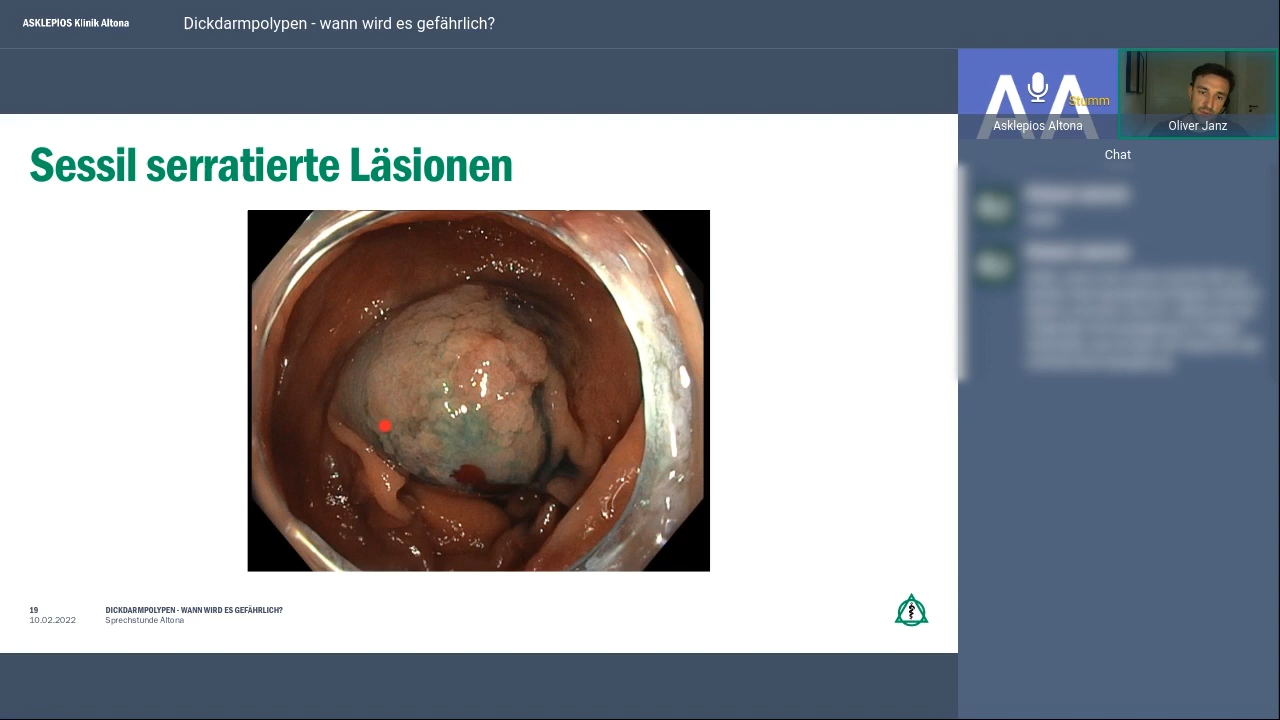 ASKLEPIOS Klinik Altona
Dickdarmpolypen - wann wird es gefährlich?
Stumm
Asklepios Altona
Oliver Janz
Chat
Sessil serratierte Läsionen
19
DICKDARMPOLYPEN - WANN WIRD ES GEFÄHRLICH?
10.02.2022
Sprechstunde Altona